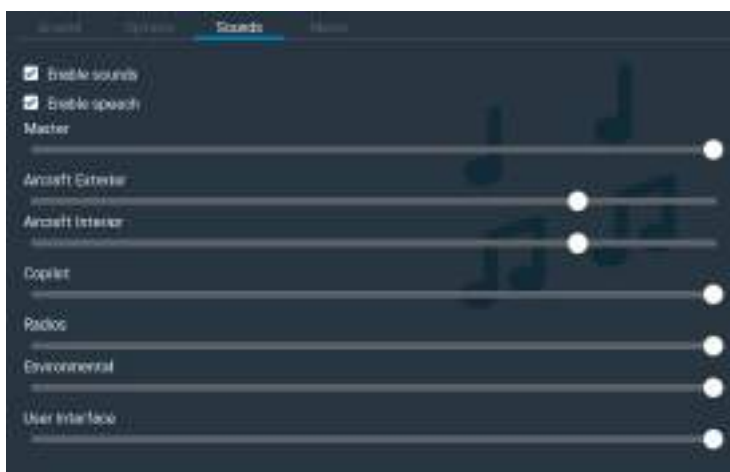 Sounds
Enable sounds
Enable speech
Master
Aircraft Exterior
Aircraft Interior
Copilot
Radios
Environmental
User Interface